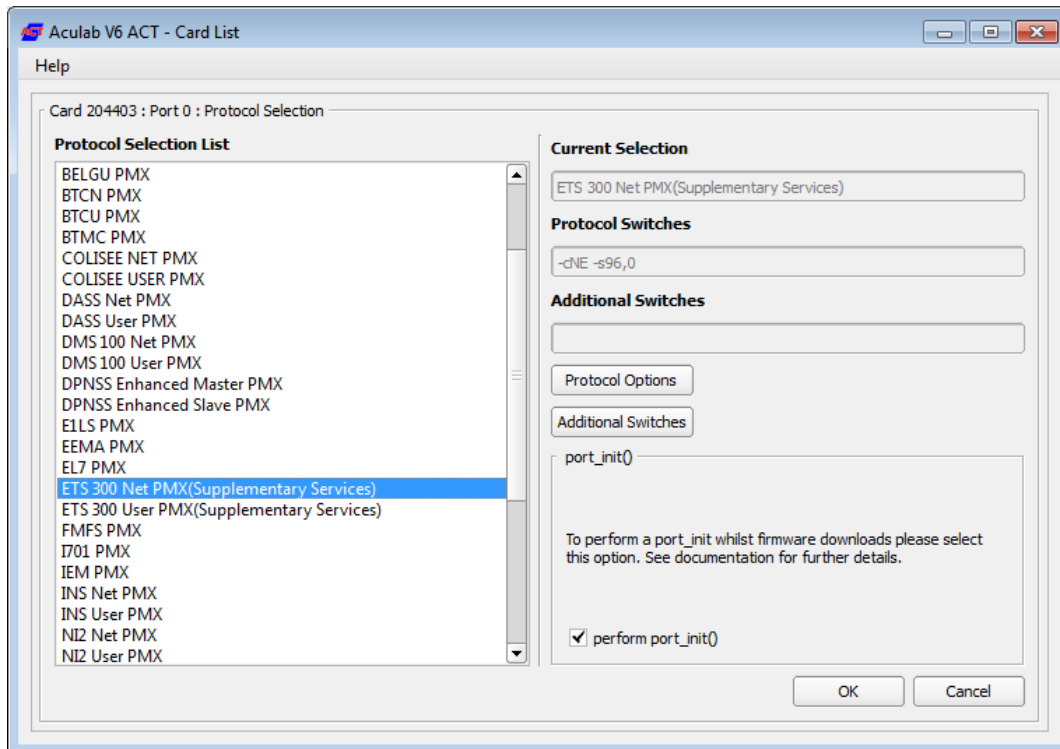 ACT Aculab V6 ACT - Card List
Help
Card 204403 : Port 0 : Protocol Selection
Protocol Selection List
BELGU PMX
BTCN PMX
BTCU PMX
BTMC PMX
COLISEE NET PMX
COLISEE USER PMX
DASS Net PMX
DASS User PMX
DMS 100 Net PMX
DMS 100 User PMX
DPNSS Enhanced Master PMX
DPNSS Enhanced Slave PMX
E1LS PMX
EEMA PMX
EL7 PMX
ETS 300 Net PMX(Supplementary Services)
ETS 300 User PMX(Supplementary Services)
FMFS PMX
I701 PMX
IEM PMX
INS Net PMX
INS User PMX
NI2 Net PMX
NI2 User PMX
Current Selection
ETS 300 Net PMX(Supplementary Services)
Protocol Switches
-cNE -s96,0
Additional Switches
Protocol Options
Additional Switches
port_init()
To perform a port_init whilst firmware downloads please select
this option. See documentation for further details.
perform port_init()
OK
Cancel